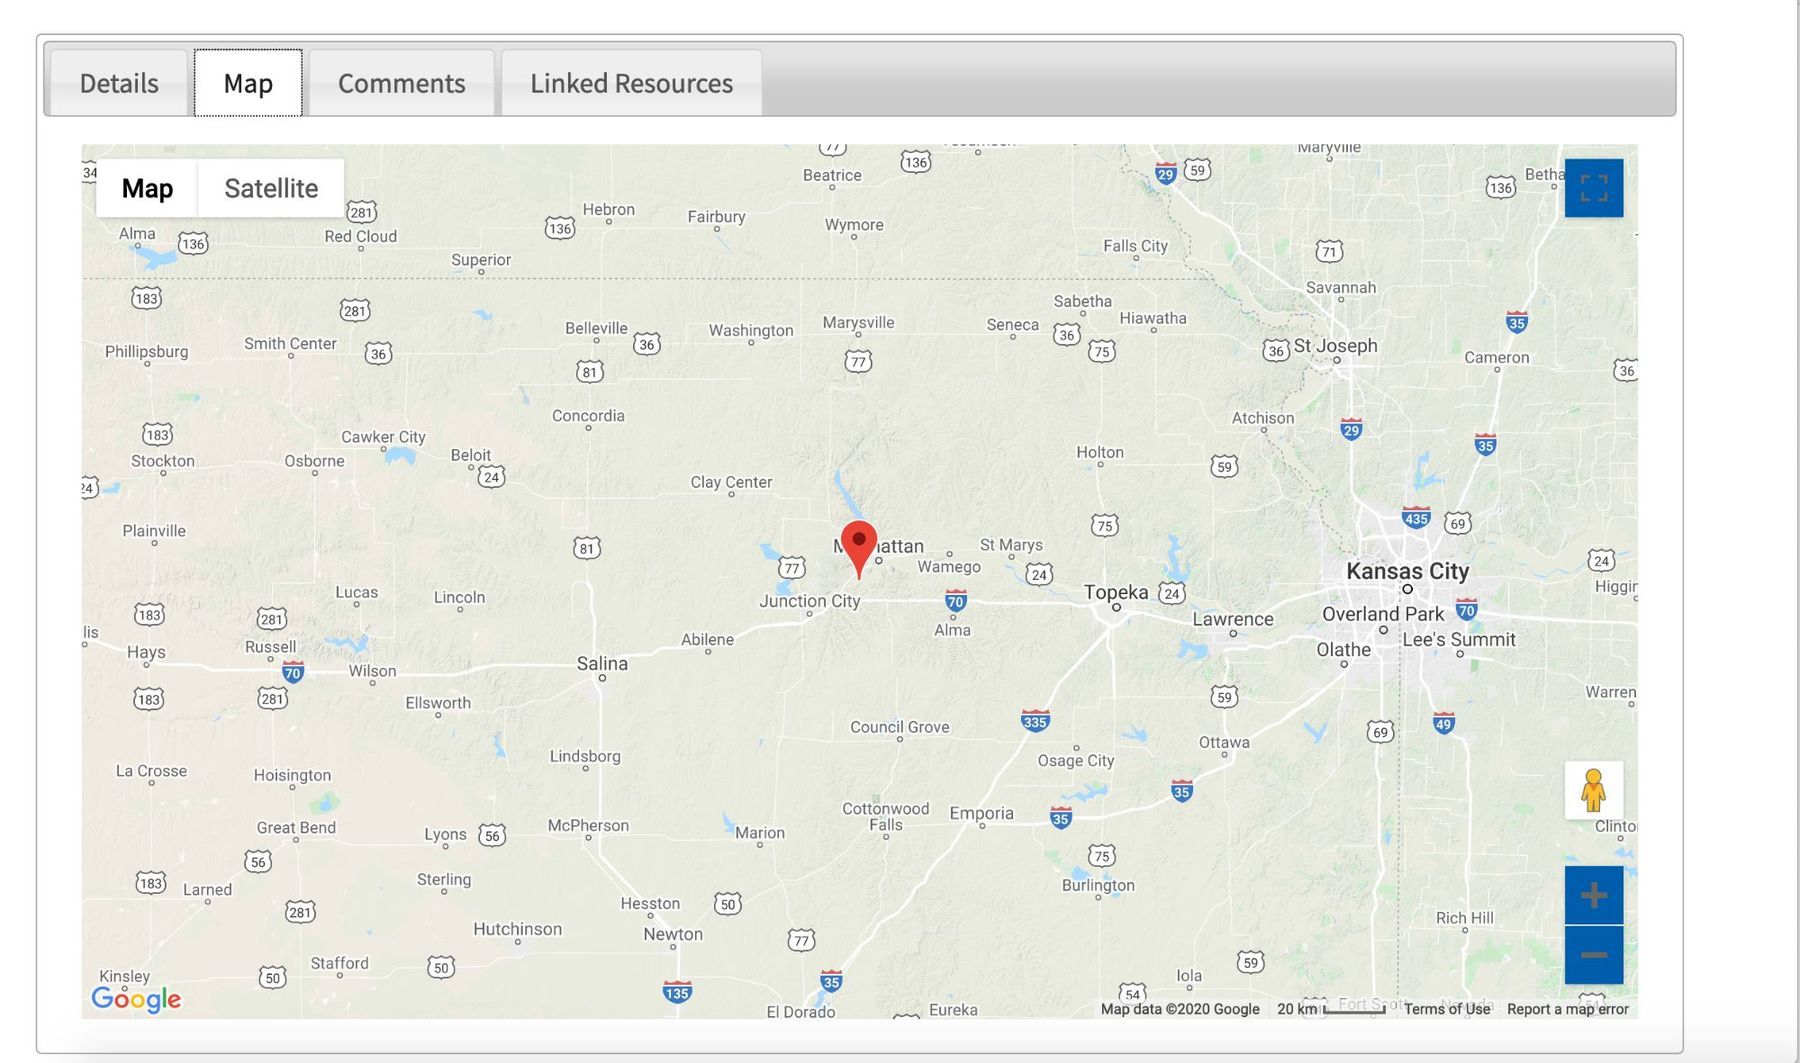 Details
Map
Comments
Linked Resources
Map
Satellite
34
77
136
29
59
Maryville
136
Betha
Beatrice
281
Hebron
Fairbury
Wymore
136
Alma
136
Red Cloud
Superior
Falls City
71
Savannah
183
281
Sabetha
Hiawatha
Belleville
36
Washington
Marysville
Seneca
36
75
35
Phillipsburg
Smith Center
36
81
77
36
St Joseph
Cameron
36
Concordia
Atchison
29
35
183
Stockton
Cawker City
Osborne
Beloit
24
24
Clay Center
Holton
59
Plainville
81
75
435
69
77
St Marys
Wamego
24
24
Kansas City
Higgin
Lucas
Lincoln
Junction City
70
Alma
Topeka
24
Lawrence
Overland Park
70
Olathe
Lee's Summit
183
281
lis
Hays
Russell
70
Wilson
Salina
Abilene
183
281
Ellsworth
59
Warren
Council Grove
335
49
69
Lindsborg
Osage City
Ottawa
La Crosse
Hoisington
35
Cottonwood
Falls
Emporia
35
Great Bend
Lyons
56
McPherson
Marion
Clinto
56
75
Burlington
183
Larned
Sterling
281
Hesston
50
Hutchinson
Newton
77
Rich Hill
Kinsley
50
Stafford
50
135
35
59
Iola
54
El Dorado
Eureka
Fort Scott
Nevada
54
Google
Map data ©2020 Google
20 km
Terms of Use
Report a map error